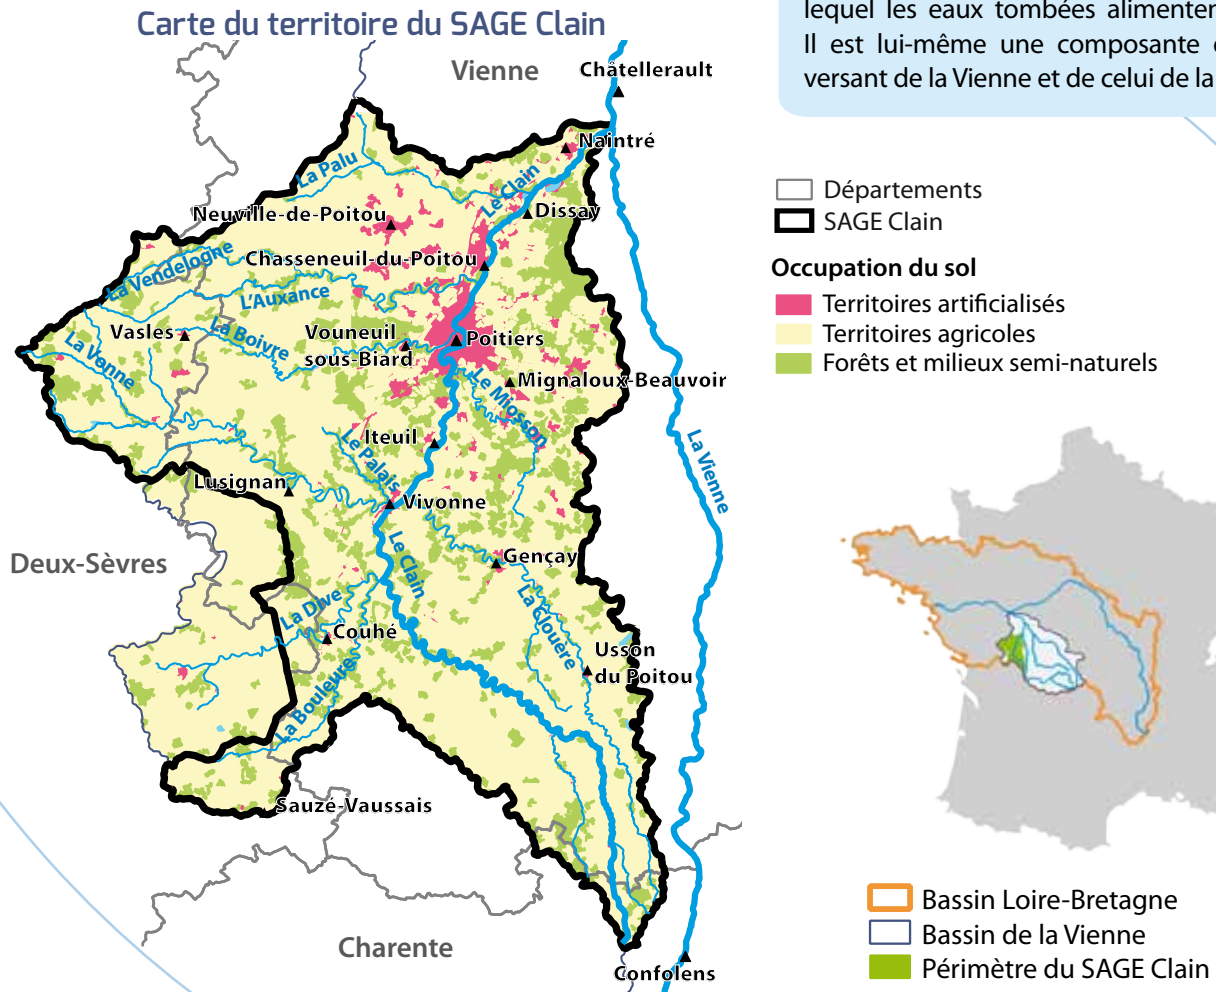 Carte du territoire du SAGE Clain
lequel les eaux tombées alimenten
Il est lui-même une composante
versant de la Vienne et de celui de la
Vienne
Châtellerault
Naintré
La Palu
Le Clain
Neuville-de-Poitou
Dissay
La Vendelogne
Chasseneuil-du-Poitou
L'Auxance
Vasles
La Boivre
Vouneuil
sous-Biard
Poitiers
La Vonne
Mignaloux-Beauvoir
Le Miosson
Iteuil
Le Palais
La Vienne
Lusignan
Vivonne
Deux-Sèvres
Le Clain
Gençay
La Dive
La Clouère
Couhé
Usson
du Poitou
La Bouleure
Sauzé-Vaussais
Charente
Confolens
Départements
SAGE Clain
Occupation du sol
Territoires artificialisés
Territoires agricoles
Forêts et milieux semi-naturels
Bassin Loire-Bretagne
Bassin de la Vienne
Périmètre du SAGE Clain